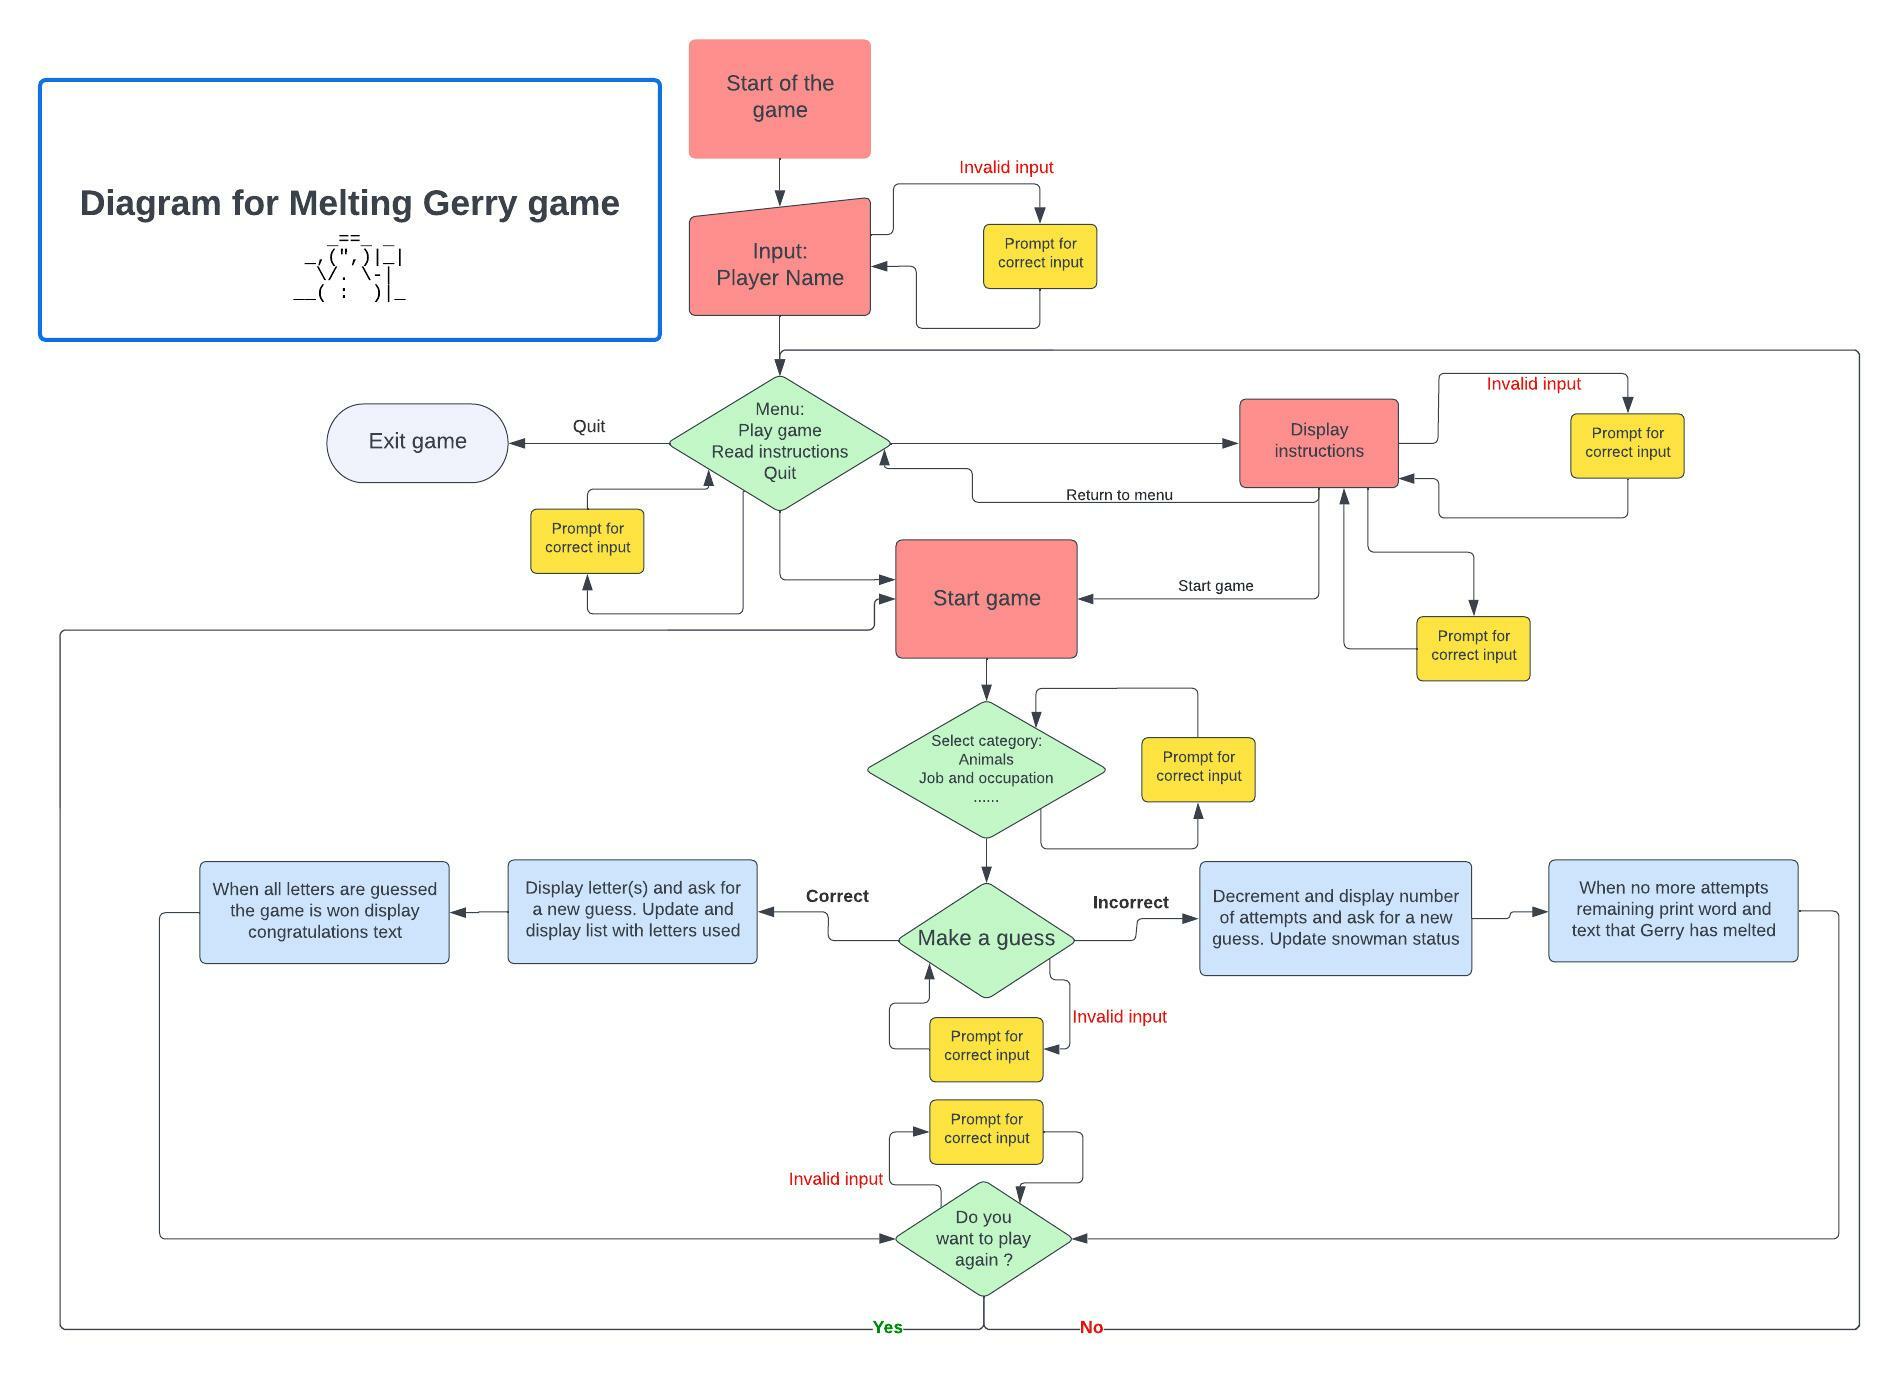 Start of the
game
Diagram for Melting Gerry game
_==_ _
_,(",)|_|
\/. \-|
__( :  )|_
Invalid input
Input:
Player Name
Prompt for
correct input
Menu:
Play game
Read instructions
Quit
Quit
Exit game
Display
instructions
Invalid input
Prompt for
correct input
Return to menu
Prompt for
correct input
Start game
Start game
Prompt for
correct input
Select category:
Animals
Job and occupation
......
Prompt for
correct input
When all letters are guessed
the game is won display
congratulations text
Display letter(s) and ask for
a new guess. Update and
display list with letters used
Correct
Make a guess
Incorrect
Decrement and display number
of attempts and ask for a new
guess. Update snowman status
When no more attempts
remaining print word and
text that Gerry has melted
Invalid input
Prompt for
correct input
Prompt for
correct input
Invalid input
Do you
want to play
again ?
Yes
No